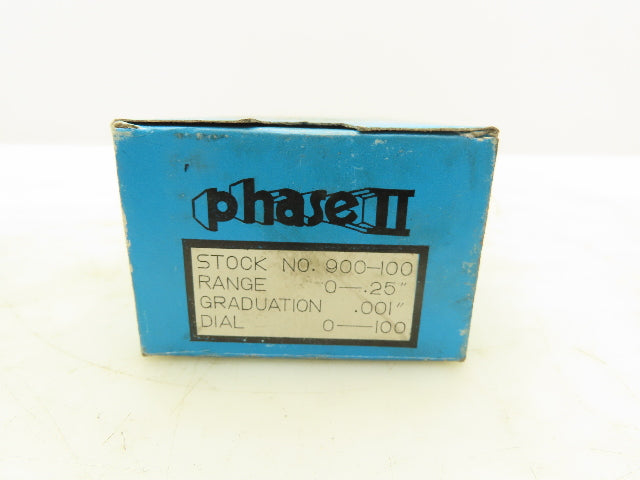 phase II
STOCK NO. 900-100
RANGE 0-.25"
GRADUATION .001"
DIAL 0-100